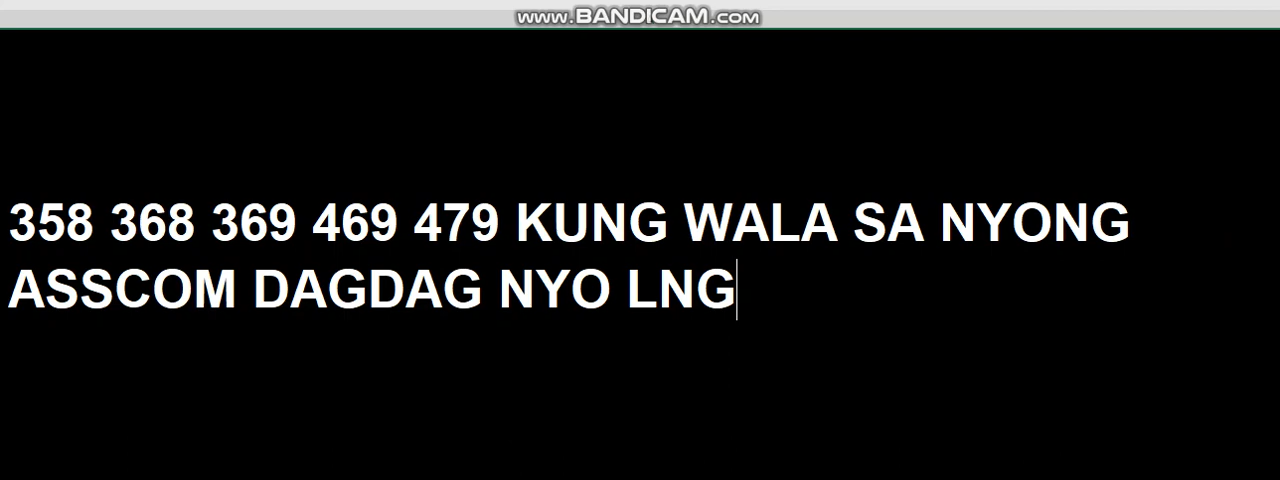 www.BANDICAM.com
358 368 369 469 479 KUNG WALA SA NYONG
ASSCOM DAGDAG NYO LNG